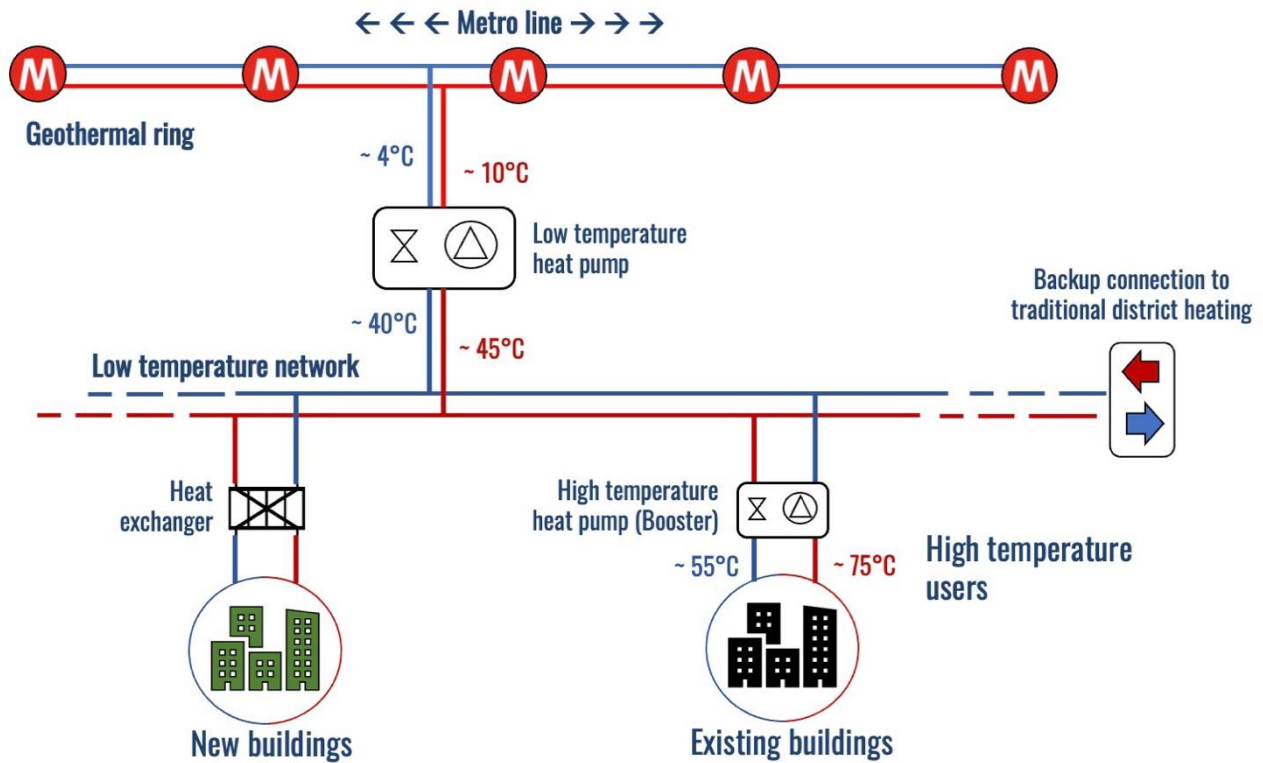 ← ← ← Metro line → → →
M M M M M
Geothermal ring
~ 4°C
~ 10°C
Low temperature
heat pump
~ 40°C
~ 45°C
Backup connection to
traditional district heating
Low temperature network
Heat
exchanger
High temperature
heat pump (Booster)
~ 55°C
~ 75°C
High temperature
users
New buildings
Existing buildings